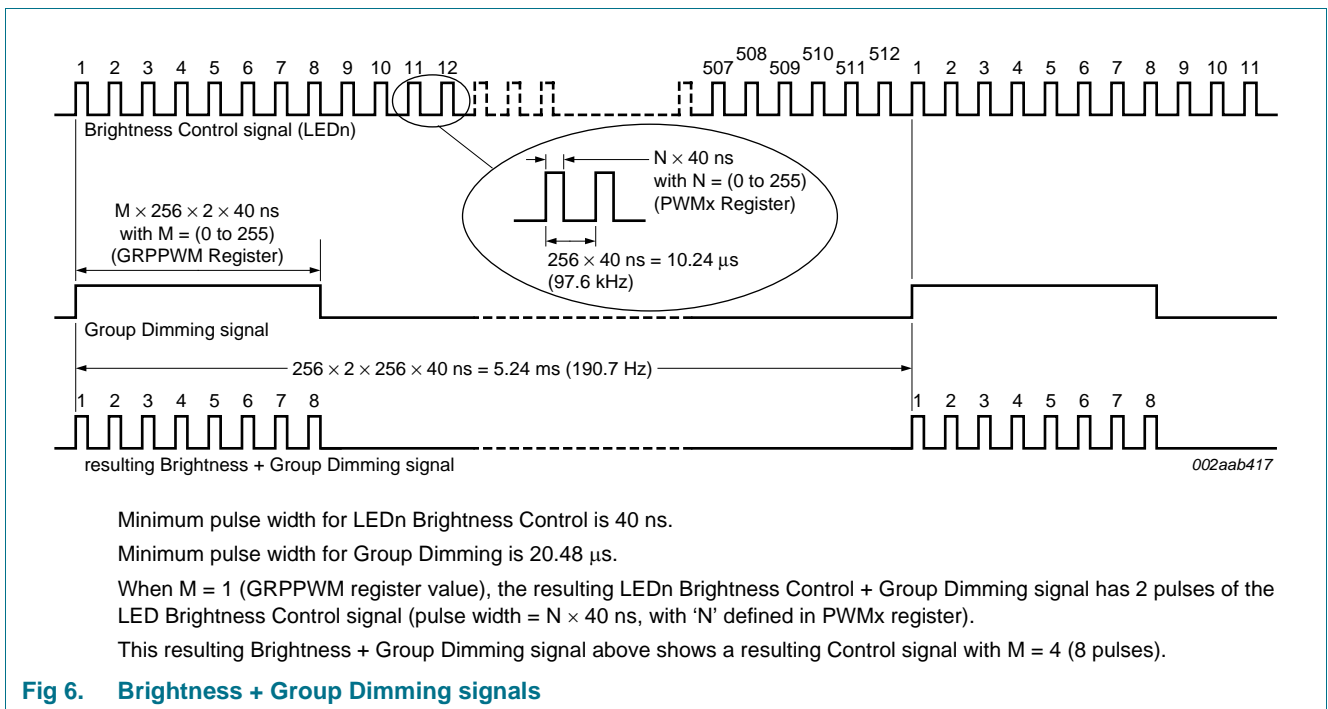 1 2 3 4 5 6 7 8 9 10 11 12 507 508 509 510 511 512 1 2 3 4 5 6 7 8 9 10 11
Brightness Control signal (LEDn)
N × 40 ns
with N = (0 to 255)
(PWMx Register)
256 × 40 ns = 10.24 μs
(97.6 kHz)
M × 256 × 2 × 40 ns
with M = (0 to 255)
(GRPPWM Register)
Group Dimming signal
256 × 2 × 256 × 40 ns = 5.24 ms (190.7 Hz)
1 2 3 4 5 6 7 8 1 2 3 4 5 6 7 8
resulting Brightness + Group Dimming signal
002aab417
Minimum pulse width for LEDn Brightness Control is 40 ns.
Minimum pulse width for Group Dimming is 20.48 μs.
When M = 1 (GRPPWM register value), the resulting LEDn Brightness Control + Group Dimming signal has 2 pulses of the
LED Brightness Control signal (pulse width = N × 40 ns, with ‘N’ defined in PWMx register).
This resulting Brightness + Group Dimming signal above shows a resulting Control signal with M = 4 (8 pulses).
Fig 6. Brightness + Group Dimming signals